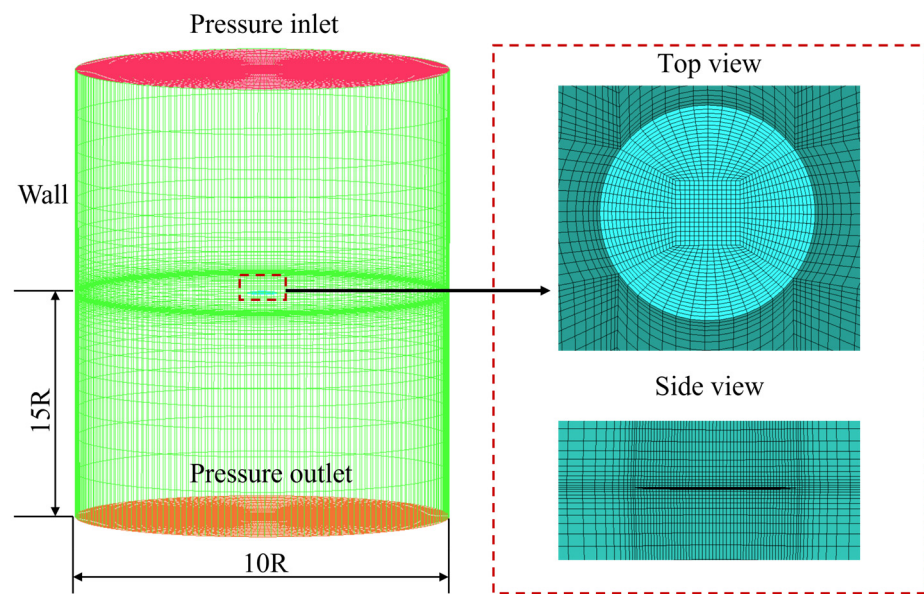 Pressure inlet
Top view
Wall
15R
Side view
Pressure outlet
10R